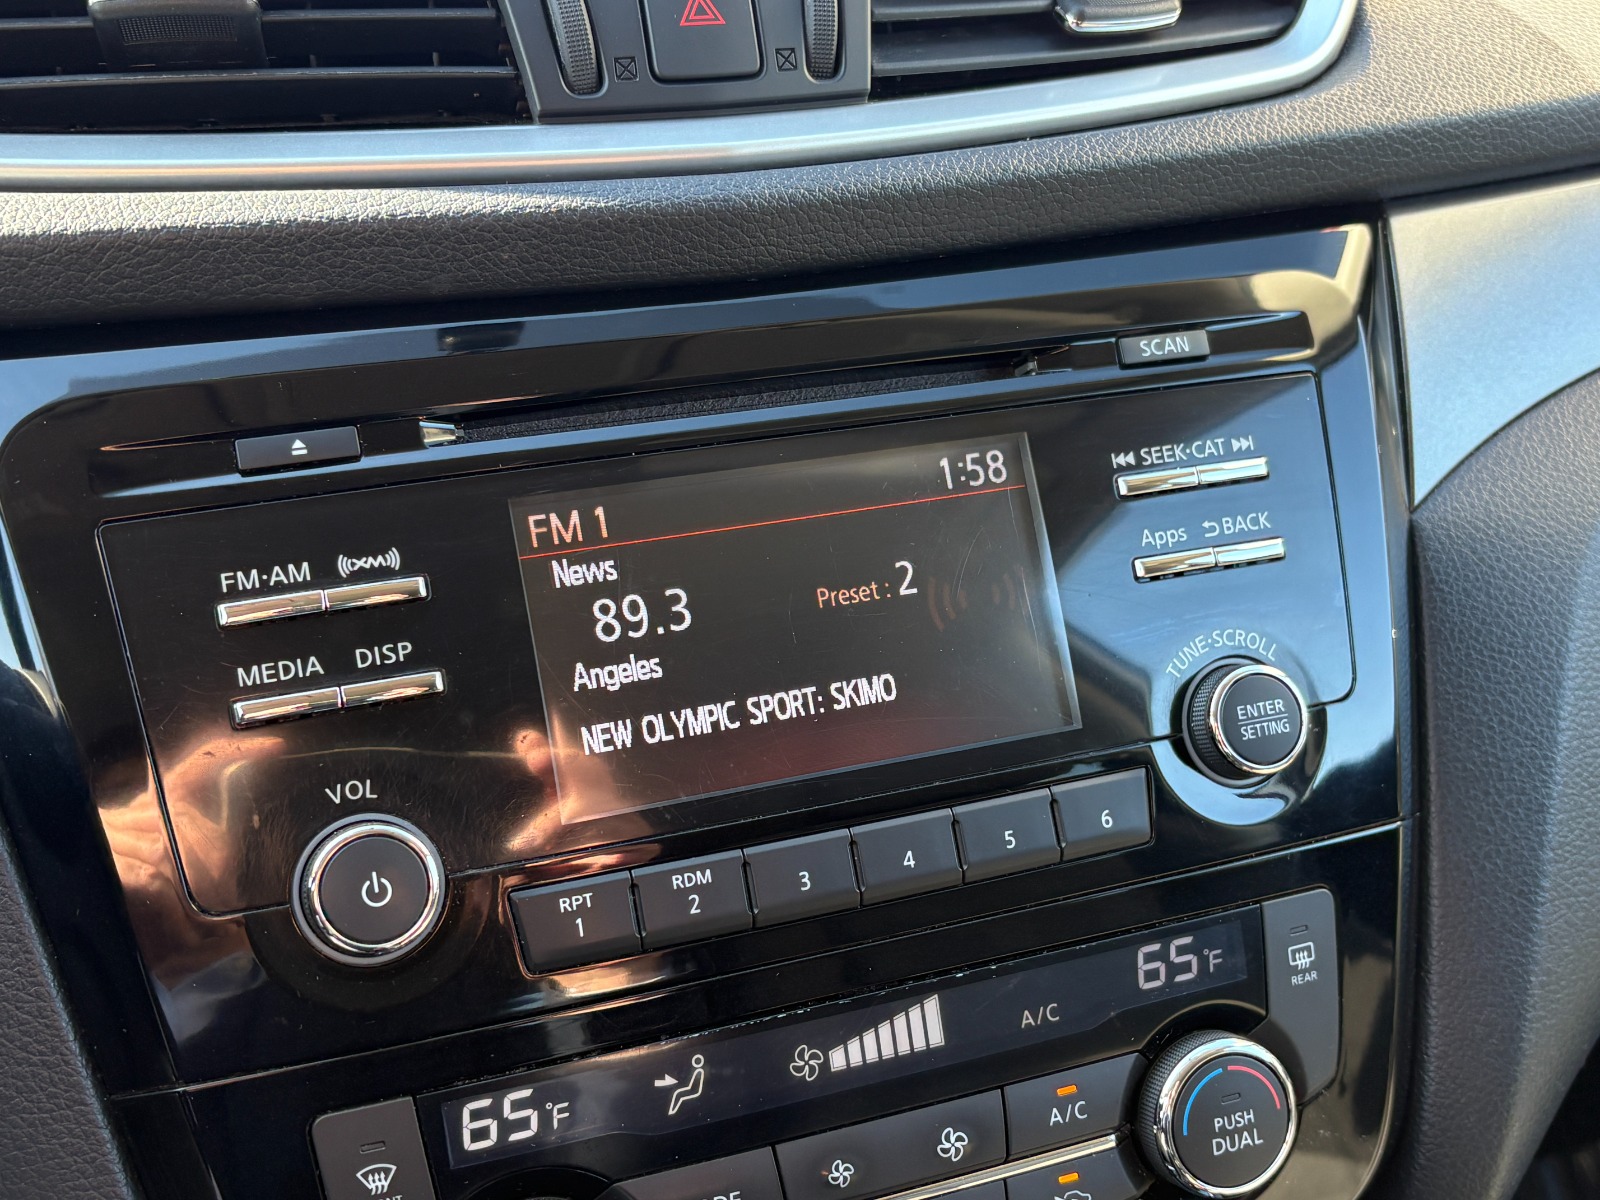 SCAN
SEEK·CAT
Apps BACK
FM·AM ((XM))
MEDIA DISP
1:58
FM 1
News
89.3 Preset : 2
Angeles
NEW OLYMPIC SPORT: SKIMO
TUNE·SCROLL
ENTER
SETTING
VOL
RPT
1
RDM
2
3
4
5
6
65°F
A/C
65°F
REAR
A/C
PUSH
DUAL